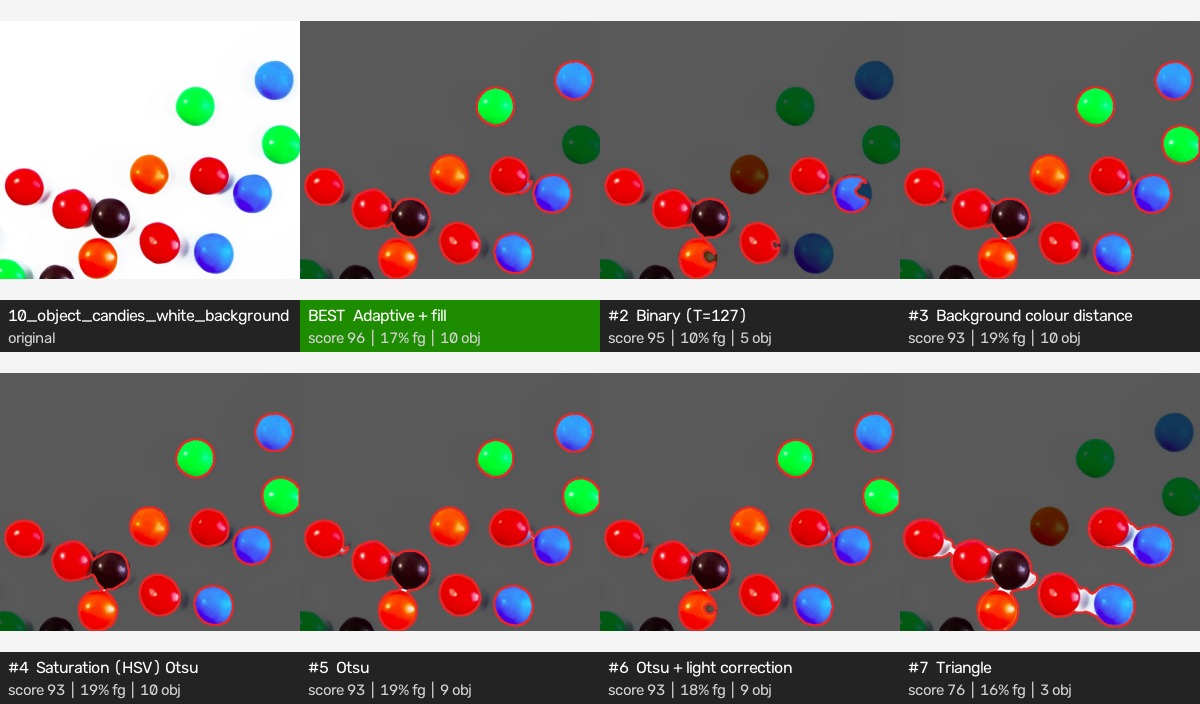 10_object_candies_white_background
original
BEST Adaptive + fill
score 96 | 17% fg | 10 obj
#2 Binary (T=127)
score 95 | 10% fg | 5 obj
#3 Background colour distance
score 93 | 19% fg | 10 obj
#4 Saturation (HSV) Otsu
score 93 | 19% fg | 10 obj
#5 Otsu
score 93 | 19% fg | 9 obj
#6 Otsu + light correction
score 93 | 18% fg | 9 obj
#7 Triangle
score 76 | 16% fg | 3 obj